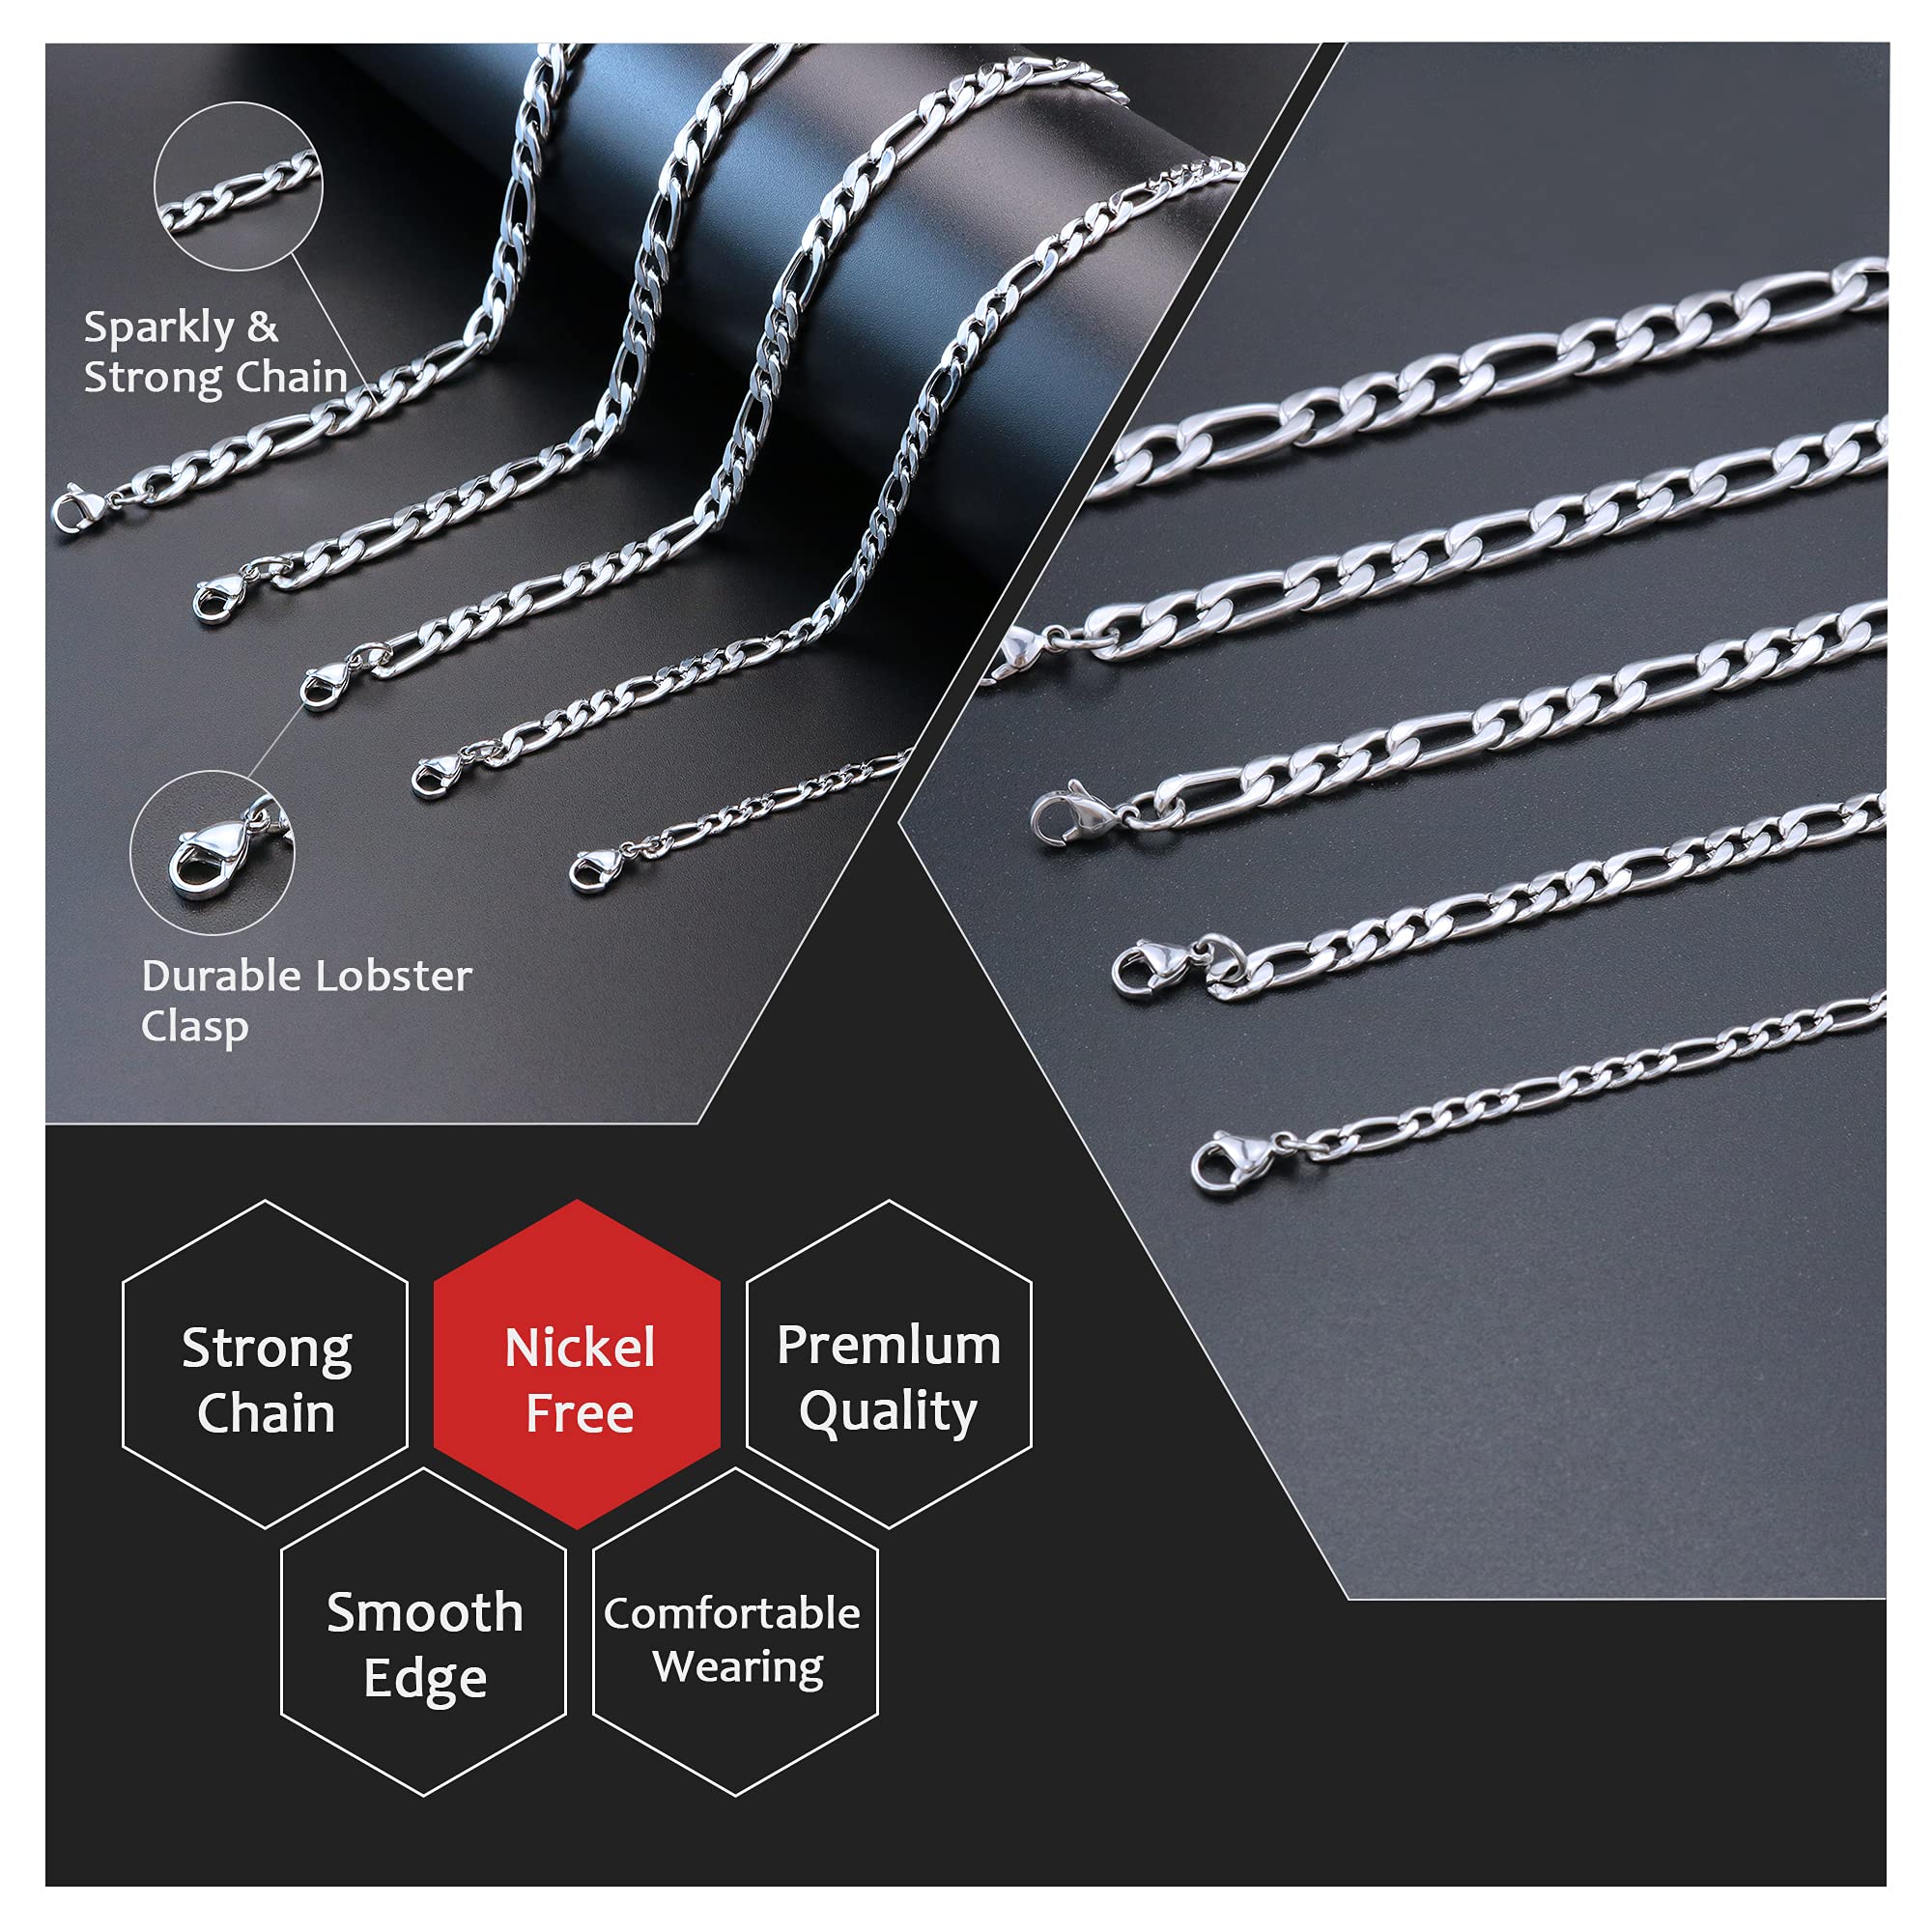 Sparkly &
Strong Chain
Durable Lobster
Clasp
Strong
Chain
Nickel
Free
Premlum
Quality
Smooth
Edge
Comfortable
Wearing